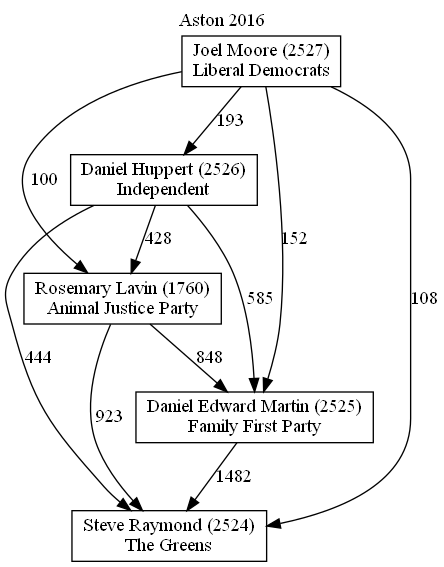 Aston 2016
Joel Moore (2527)
Liberal Democrats
193
Daniel Huppert (2526)
Independent
100
428
152
Rosemary Lavin (1760)
Animal Justice Party
585
108
444
848
Daniel Edward Martin (2525)
Family First Party
923
1482
Steve Raymond (2524)
The Greens